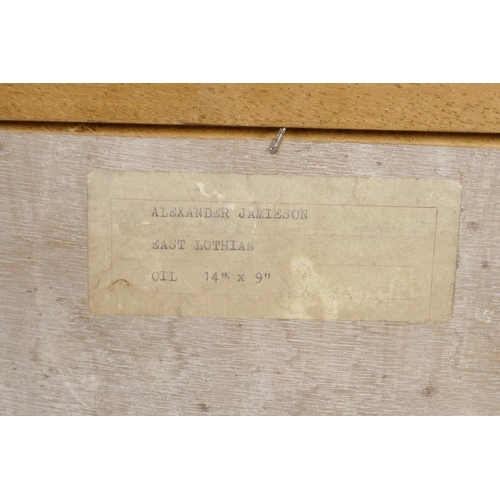 ALEXANDER JAMIESON
EAST LOTHIAN
OIL 14" x 9"